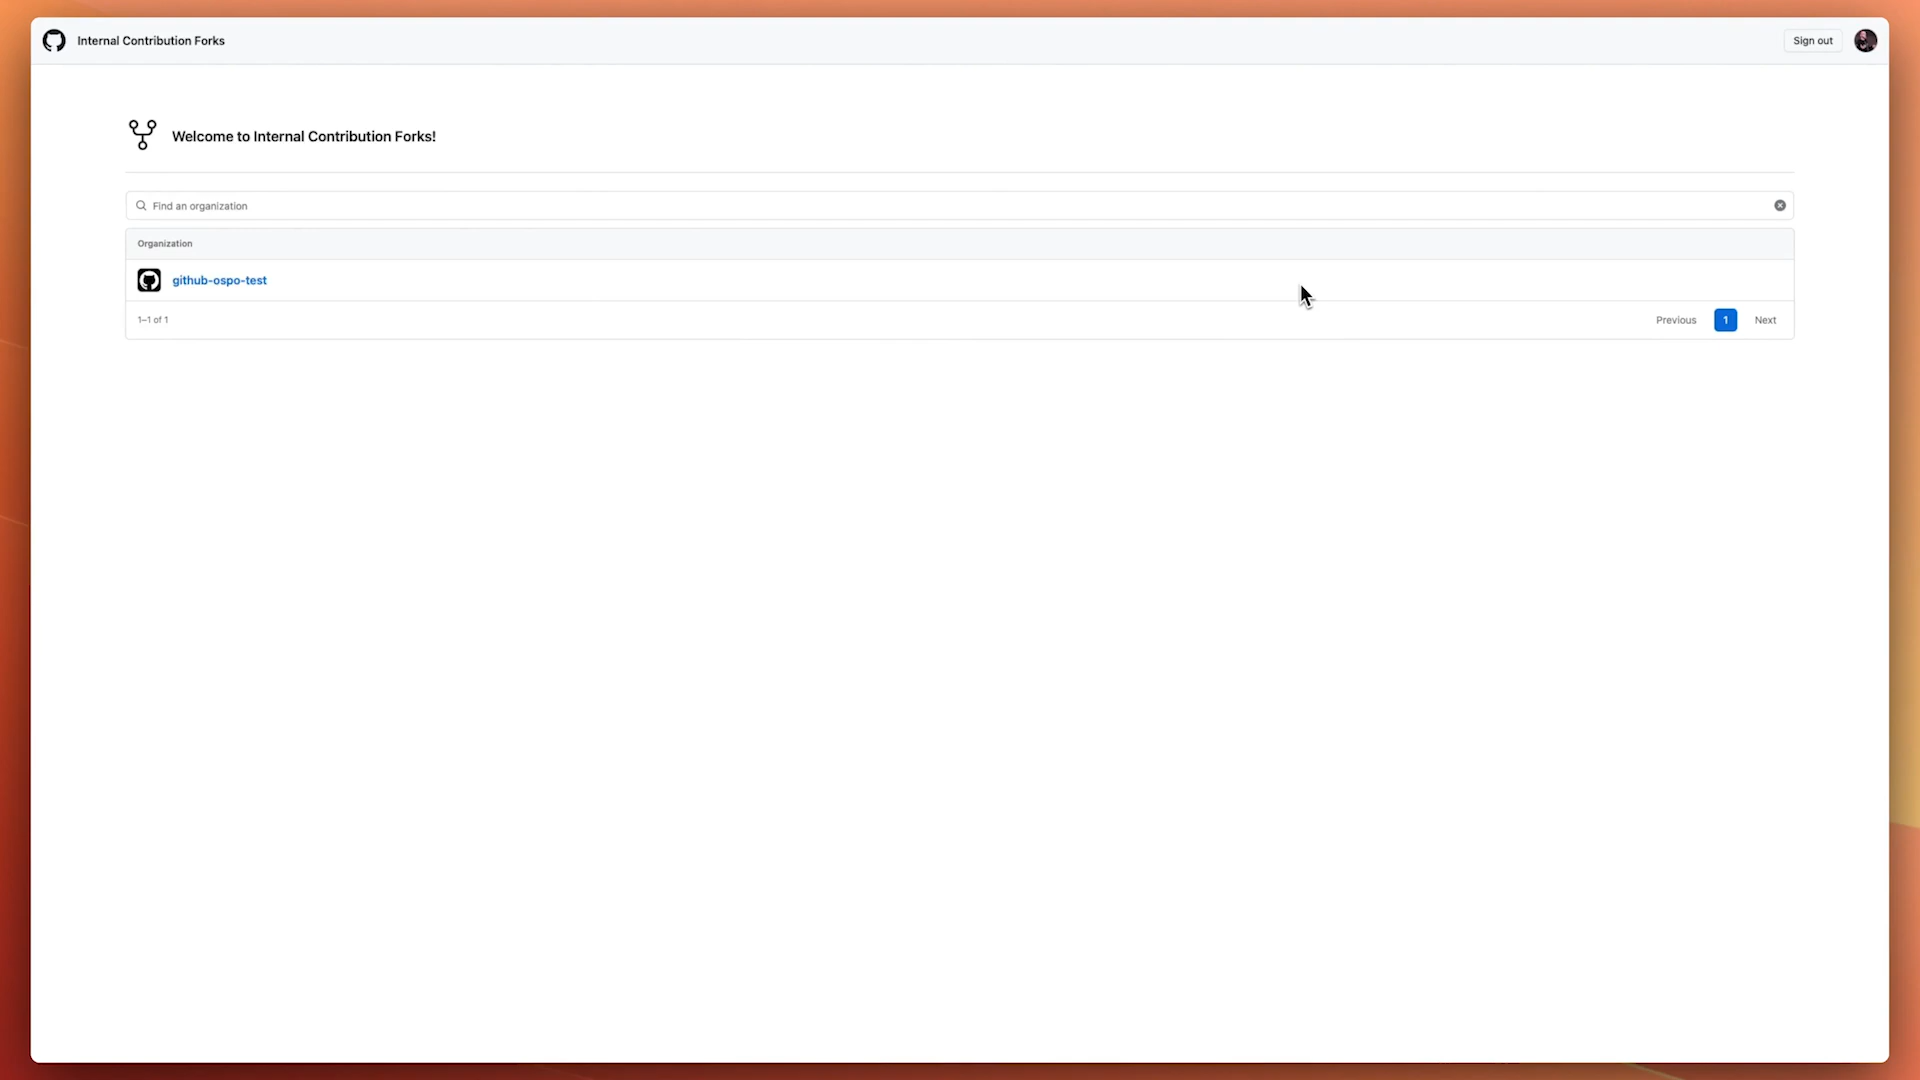 Internal Contribution Forks
Sign out
Welcome to Internal Contribution Forks!
Find an organization
Organization
github-ospo-test
1–1 of 1
Previous 1 Next